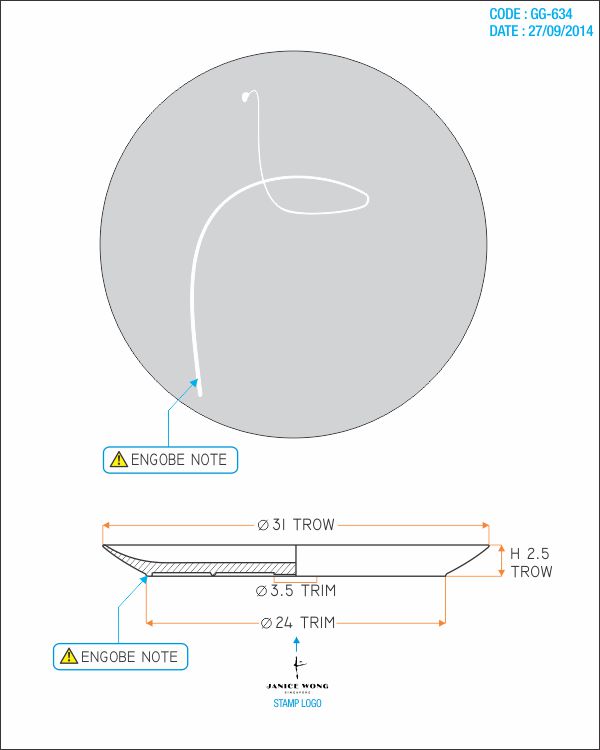 CODE : GG-634
DATE : 27/09/2014
ENGOBE NOTE
Ø 31 TROW
H 2.5
TROW
Ø 3.5 TRIM
Ø 24 TRIM
ENGOBE NOTE
JANICE WONG
SINGAPORE
STAMP LOGO